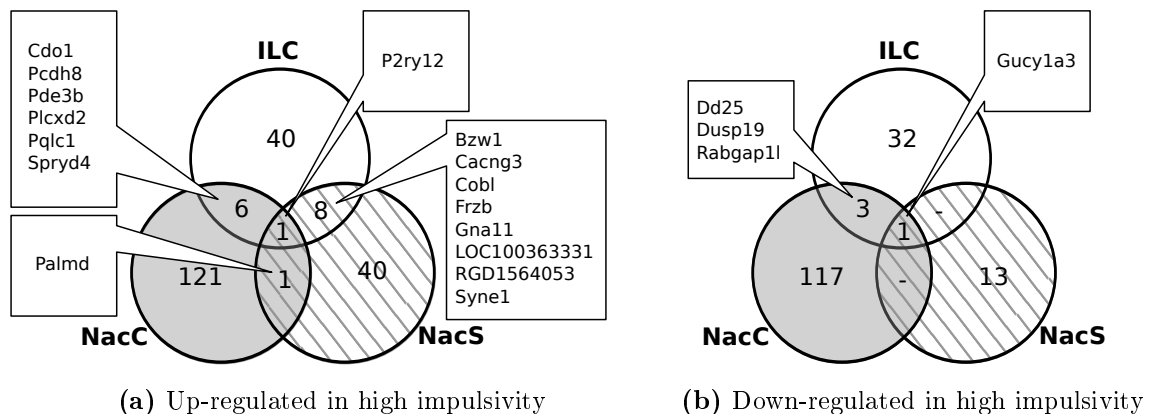 Cdo1
Pcdh8
Pde3b
Plcxd2
Pqlc1
Spryd4
ILC
P2ry12
40
Bzw1
Cacng3
Cobl
Frzb
Gna11
LOC100363331
RGD1564053
Syne1
6
8
1
Palmd
121
1
40
NacC
NacS
(a) Up-regulated in high impulsivity
ILC
Gucy1a3
Dd25
Dusp19
Rabgap1l
32
3
-
1
117
-
13
NacC
NacS
(b) Down-regulated in high impulsivity